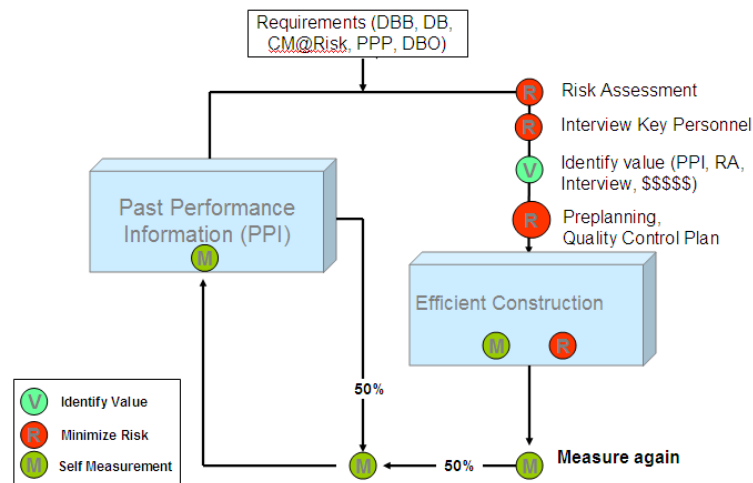 Requirements (DBB, DB,
CM@Risk, PPP, DBO)
R
Risk Assessment
R
Interview Key Personnel
V
Identify value (PPI, RA,
Interview, $$$$$)
R
Preplanning,
Quality Control Plan
Past Performance
Information (PPI)
M
Efficient Construction
M
R
50%
M
50%
M
Measure again
V
Identify Value
R
Minimize Risk
M
Self Measurement